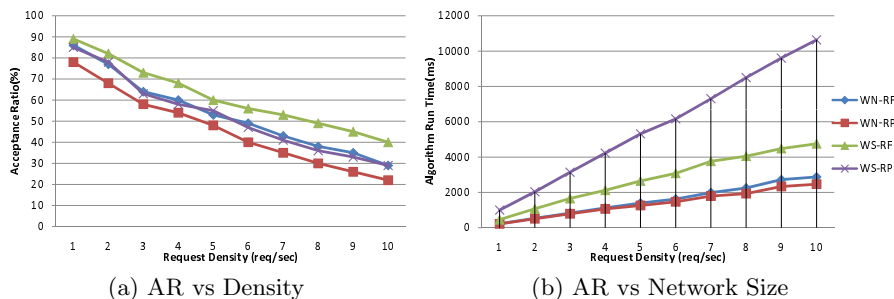 Acceptance Ratio(%)
100
90
80
70
60
50
40
30
20
10
0
1 2 3 4 5 6 7 8 9 10
Request Density (req/sec)
(a) AR vs Density
Algorithm Run Time(ms)
12000
10000
8000
6000
4000
2000
0
1 2 3 4 5 6 7 8 9 10
Request Density (req/sec)
WN-RF
WN-RP
WS-RF
WS-RP
(b) AR vs Network Size